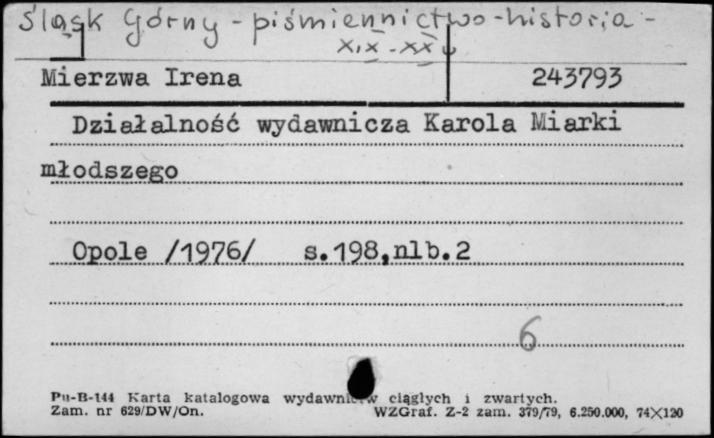 Śląsk Górny - piśmiennictwo - historia -
XIX - XX w
Mierzwa Irena 243793
Działalność wydawnicza Karola Miarki
młodszego
Opole /1976/ s.198,nlb.2
6
Pu-B-144 Karta katalogowa wydawnictw ciągłych i zwartych.
Zam. nr 629/DW/On. WZGraf. Z-2 zam. 379/79, 6.250.000, 74X120